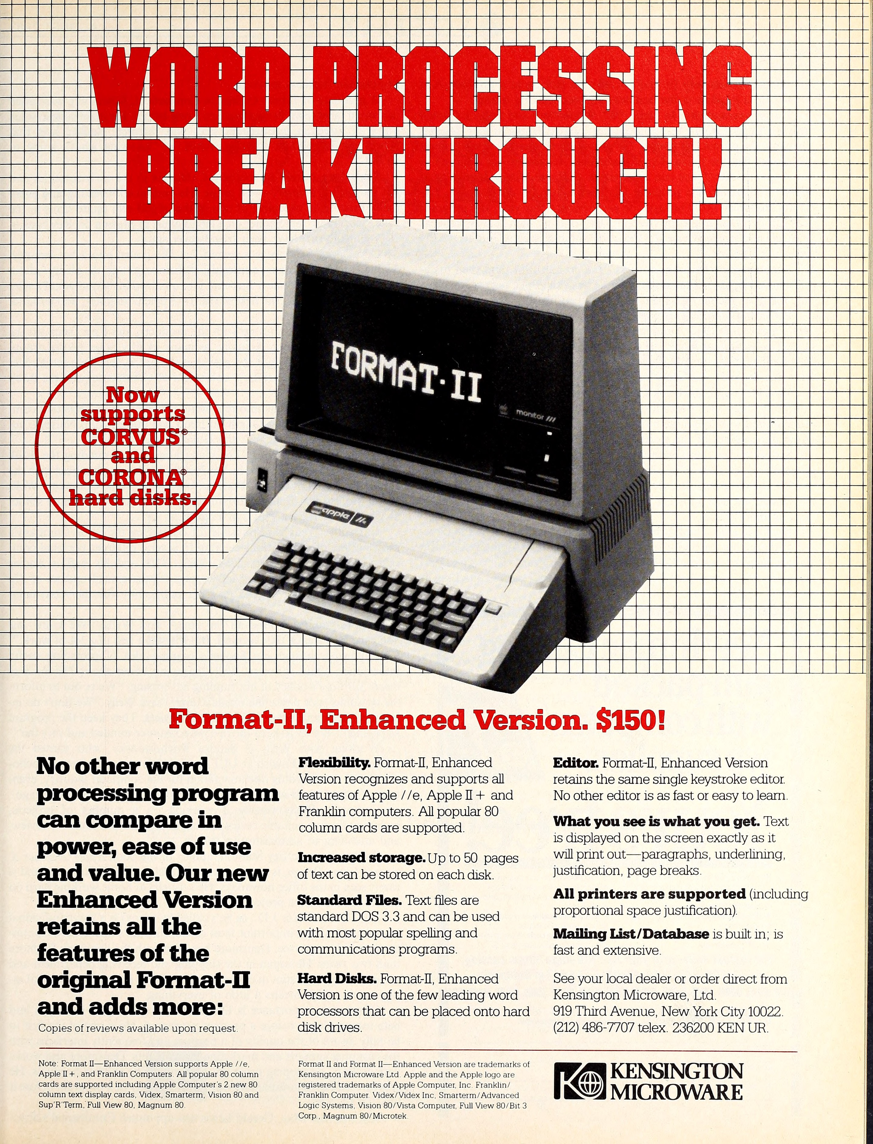 WORD PROCESSING
BREAKTHROUGH!
FORMAT·II
monitor ///
Now
supports
CORVUS®
and
CORONA®
hard disks.
apple //e
Format-II, Enhanced Version. $150!
No other word
processing program
can compare in
power, ease of use
and value. Our new
Enhanced Version
retains all the
features of the
original Format-II
and adds more:
Copies of reviews available upon request.
Flexibility. Format-II, Enhanced
Version recognizes and supports all
features of Apple //e, Apple II + and
Franklin computers. All popular 80
column cards are supported.
Increased storage. Up to 50 pages
of text can be stored on each disk.
Standard Files. Text files are
standard DOS 3.3 and can be used
with most popular spelling and
communications programs.
Hard Disks. Format-II, Enhanced
Version is one of the few leading word
processors that can be placed onto hard
disk drives.
Editor. Format-II, Enhanced Version
retains the same single keystroke editor.
No other editor is as fast or easy to learn.
What you see is what you get. Text
is displayed on the screen exactly as it
will print out—paragraphs, underlining,
justification, page breaks.
All printers are supported (including
proportional space justification).
Mailing List/Database is built in; is
fast and extensive.
See your local dealer or order direct from
Kensington Microware, Ltd.
919 Third Avenue, New York City 10022.
(212) 486-7707 telex. 236200 KEN UR.
Note: Format II—Enhanced Version supports Apple //e,
Apple II +, and Franklin Computers. All popular 80 column
cards are supported including Apple Computer's 2 new 80
column text display cards, Videx, Smarterm, Vision 80 and
Sup'R'Term, Full View 80, Magnum 80.
Format II and Format II—Enhanced Version are trademarks of
Kensington Microware Ltd. Apple and the Apple logo are
registered trademarks of Apple Computer, Inc. Franklin/
Franklin Computer. Videx/Videx Inc., Smarterm/Advanced
Logic Systems, Vision 80/Vista Computer, Full View 80/Bit 3
Corp., Magnum 80/Microtek.
KENSINGTON
MICROWARE